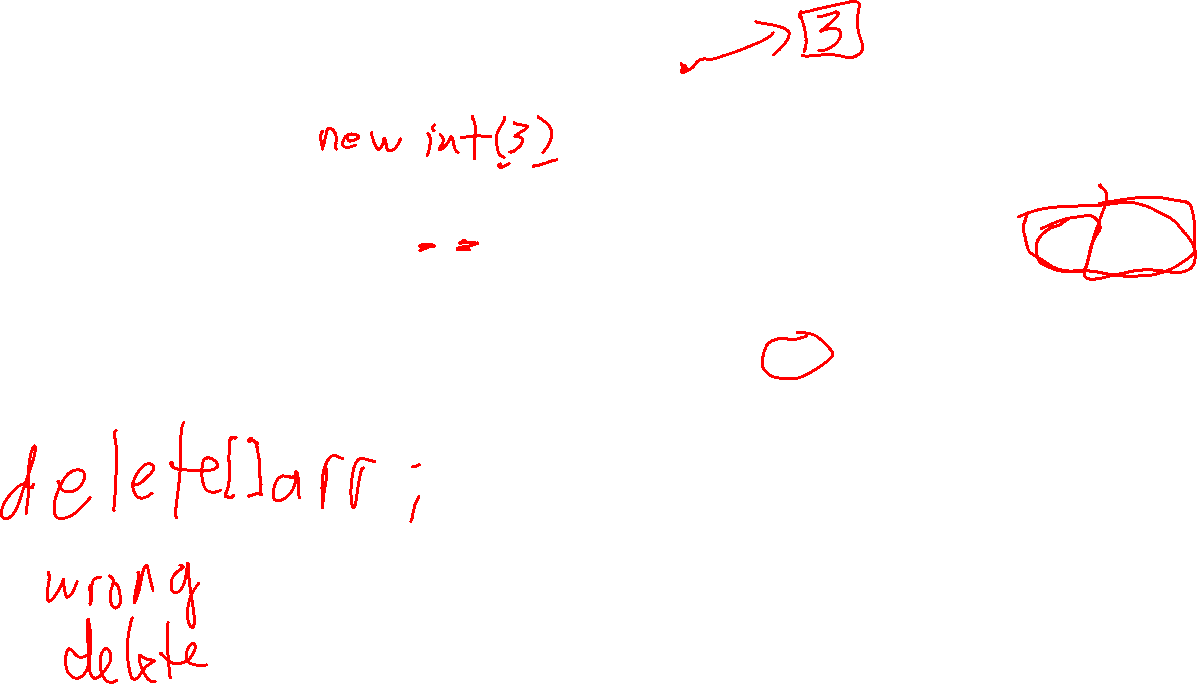 3
new int(3)
delete[]arr;
wrong
delete